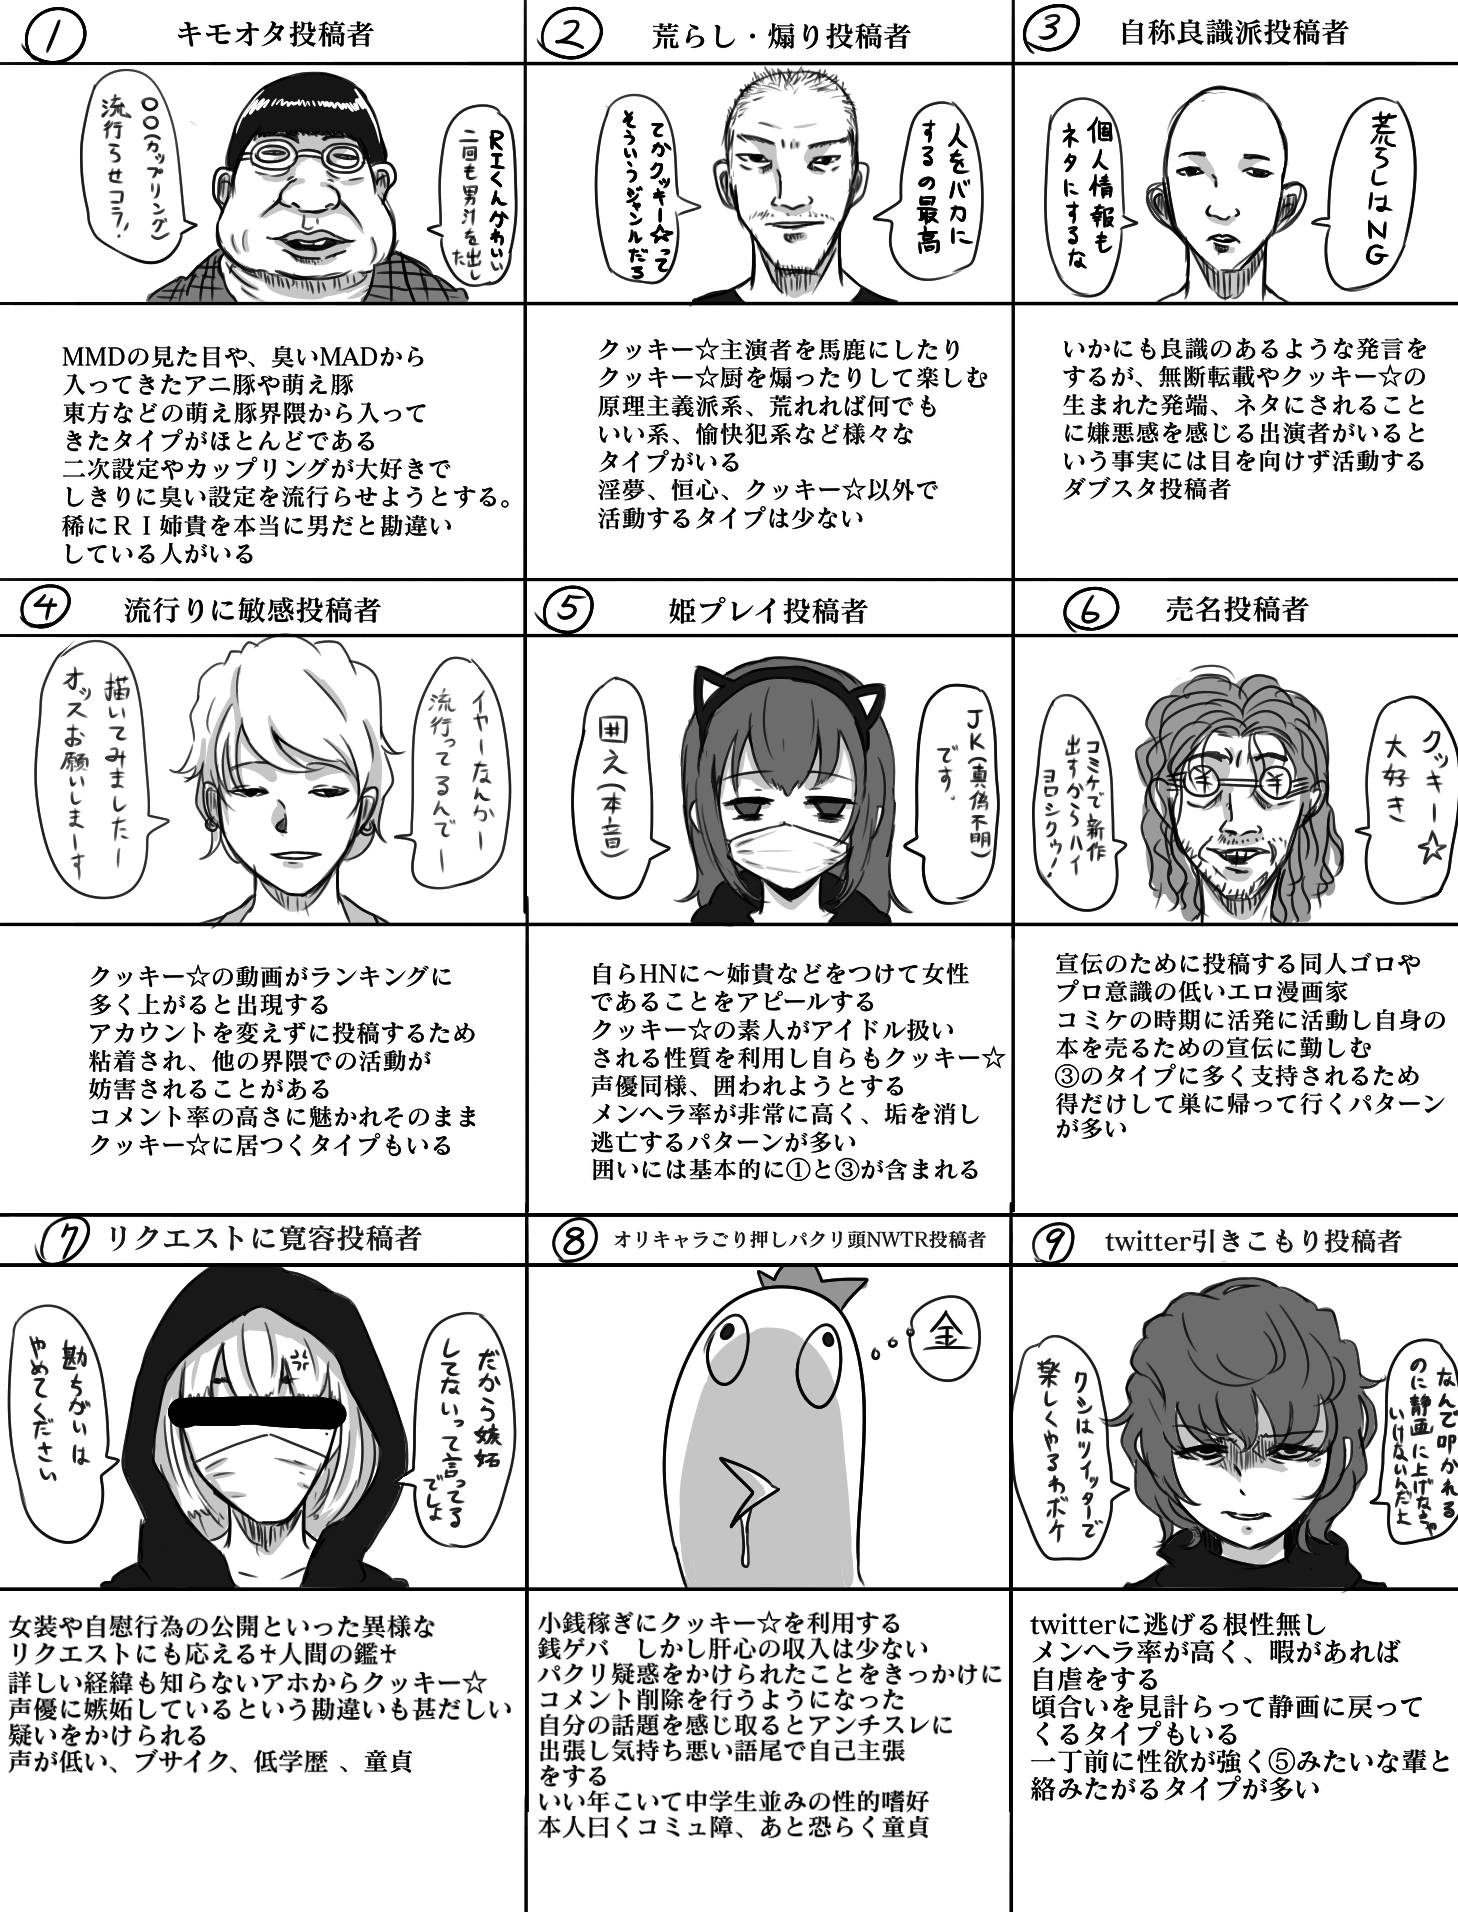 ①
キモオタ投稿者
RIくんかわいい
二回も男汁を出した
○○(カップリング)
流行らせコラ!
MMDの見た目や、臭いMADから
入ってきたアニ豚や萌え豚
東方などの萌え豚界隈から入って
きたタイプがほとんどである
二次設定やカップリングが大好きで
しきりに臭い設定を流行らせようとする。
稀にＲＩ姉貴を本当に男だと勘違い
している人がいる
②
荒らし・煽り投稿者
人をバカに
するの最高
てかクッキー☆って
そういうジャンルだろ
クッキー☆主演者を馬鹿にしたり
クッキー☆厨を煽ったりして楽しむ
原理主義派系、荒れれば何でも
いい系、愉快犯系など様々な
タイプがいる
淫夢、恒心、クッキー☆以外で
活動するタイプは少ない
③
自称良識派投稿者
荒らしはNG
個人情報も
ネタにするな
いかにも良識のあるような発言を
するが、無断転載やクッキー☆の
生まれた発端、ネタにされること
に嫌悪感を感じる出演者がいると
いう事実には目を向けず活動する
ダブスタ投稿者
④
流行りに敏感投稿者
イヤーなんかー
流行ってるんでー
描いてみましたー
オッスお願いしまーす
クッキー☆の動画がランキングに
多く上がると出現する
アカウントを変えずに投稿するため
粘着され、他の界隈での活動が
妨害されることがある
コメント率の高さに魅かれそのまま
クッキー☆に居つくタイプもいる
⑤
姫プレイ投稿者
JK(真偽不明)
です。
囲え(本音)
自らHNに～姉貴などをつけて女性
であることをアピールする
クッキー☆の素人がアイドル扱い
される性質を利用し自らもクッキー☆
声優同様、囲われようとする
メンヘラ率が非常に高く、垢を消し
逃亡するパターンが多い
囲いには基本的に①と③が含まれる
⑥
売名投稿者
クッキー☆
大好き
コミケで新作
出すからハイ
ヨロシクゥ!
宣伝のために投稿する同人ゴロや
プロ意識の低いエロ漫画家
コミケの時期に活発に活動し自身の
本を売るための宣伝に勤しむ
③のタイプに多く支持されるため
得だけして巣に帰って行くパターン
が多い
⑦
リクエストに寛容投稿者
だから嫉妬
してないって言ってる
でしょ
勘ちがいは
やめてください
女装や自慰行為の公開といった異様な
リクエストにも応える♰人間の鑑♰
詳しい経緯も知らないアホからクッキー☆
声優に嫉妬しているという勘違いも甚だしい
疑いをかけられる
声が低い、ブサイク、低学歴 、童貞
⑧
オリキャラごり押しパクリ頭NWTR投稿者
金
小銭稼ぎにクッキー☆を利用する
銭ゲバ　しかし肝心の収入は少ない
パクリ疑惑をかけられたことをきっかけに
コメント削除を行うようになった
自分の話題を感じ取るとアンチスレに
出張し気持ち悪い語尾で自己主張
をする
いい年こいて中学生並みの性的嗜好
本人曰くコミュ障、あと恐らく童貞
⑨
twitter引きこもり投稿者
なんで叩かれる
のに静画に上げなきゃ
いけないんだよ
ワシはツイッターで
楽しくやるわボケ
twitterに逃げる根性無し
メンヘラ率が高く、暇があれば
自虐をする
頃合いを見計らって静画に戻って
くるタイプもいる
一丁前に性欲が強く⑤みたいな輩と
絡みたがるタイプが多い